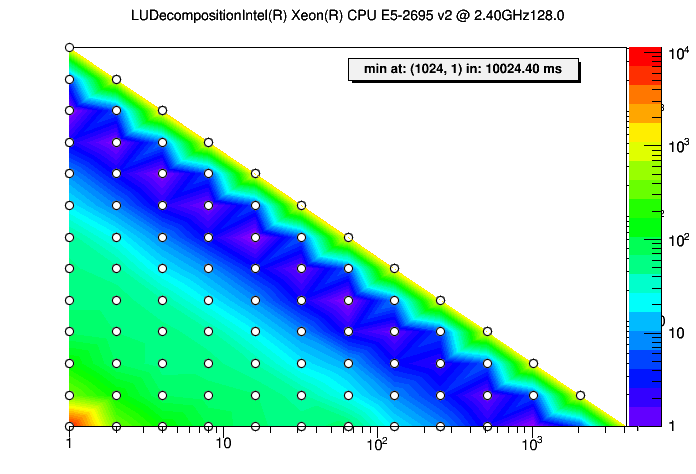 LUDecompositionIntel(R) Xeon(R) CPU E5-2695 v2 @ 2.40GHz128.0
min at: (1024, 1) in: 10024.40 ms
10⁴
10³
10²
10
1
1 10 10² 10³